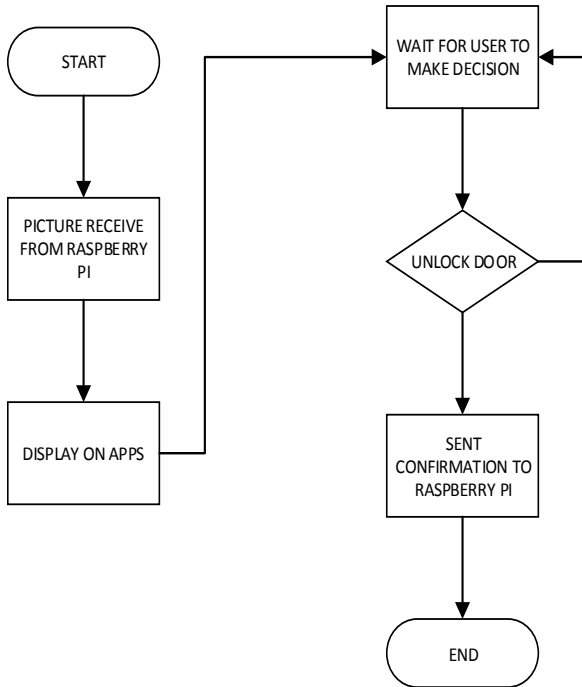 START
PICTURE RECEIVE
FROM RASPBERRY
PI
DISPLAY ON APPS
WAIT FOR USER TO
MAKE DECISION
UNLOCK DOOR
SENT
CONFIRMATION TO
RASPBERRY PI
END